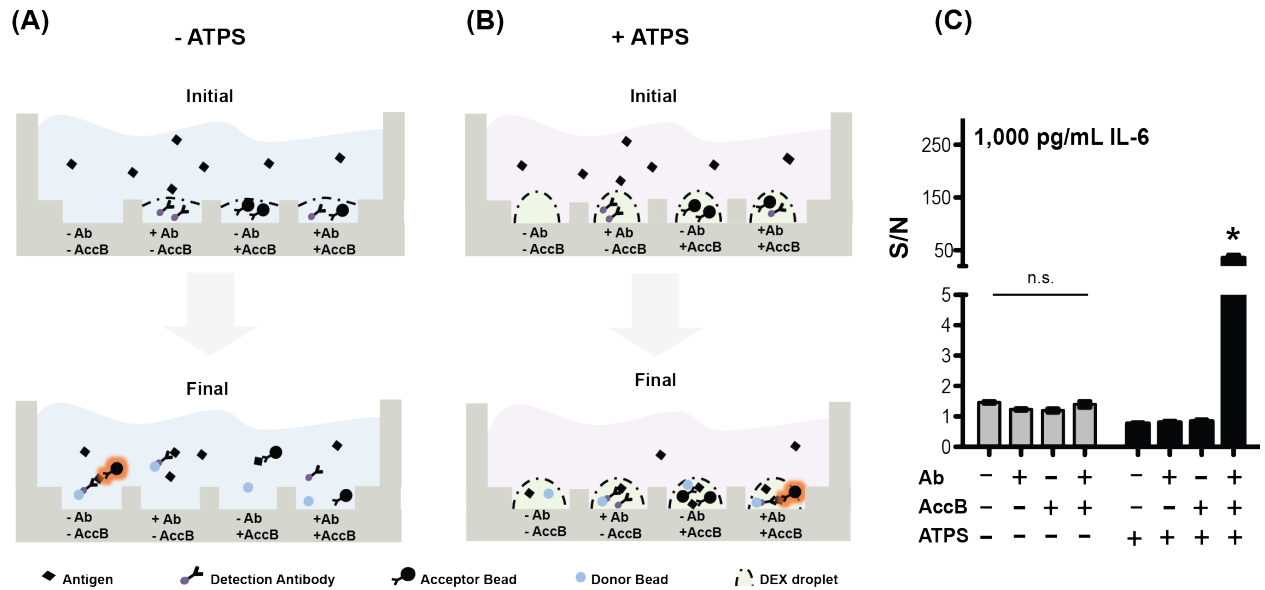 (A)
- ATPS
Initial
- Ab
- AccB
+ Ab
- AccB
- Ab
+AccB
+Ab
+AccB
Final
- Ab
- AccB
+ Ab
- AccB
- Ab
+AccB
+Ab
+AccB
(B)
+ ATPS
Initial
- Ab
- AccB
+ Ab
- AccB
- Ab
+AccB
+Ab
+AccB
Final
- Ab
- AccB
+ Ab
- AccB
- Ab
+AccB
+Ab
+AccB
Antigen
Detection Antibody
Acceptor Bead
Donor Bead
DEX droplet
(C)
1,000 pg/mL IL-6
S/N
250
150
50
5
4
3
2
1
0
n.s.
*
Ab − + − + − + − +
AccB − − + + − − + +
ATPS − − − − + + + +